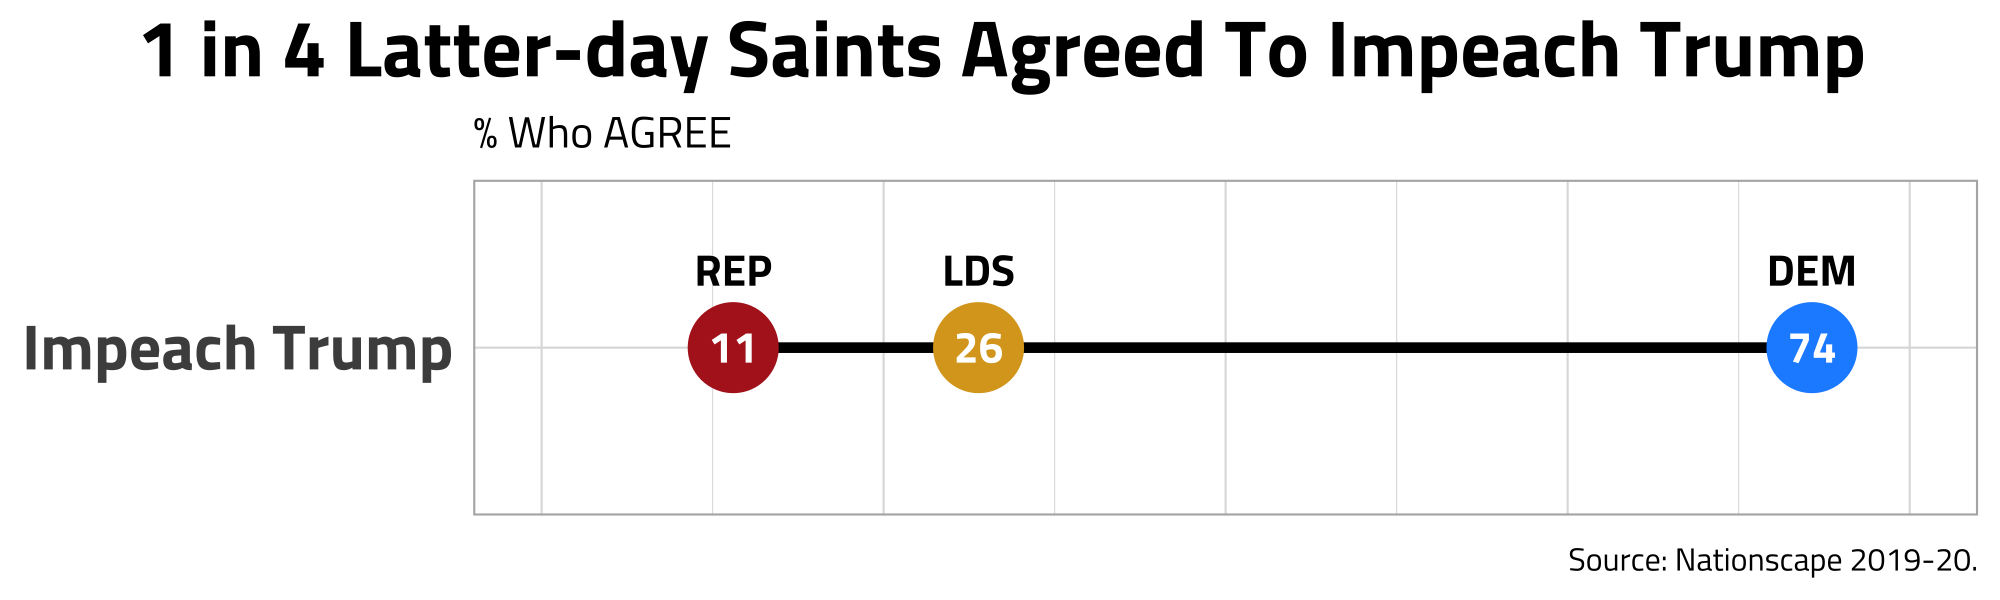 1 in 4 Latter-day Saints Agreed To Impeach Trump
% Who AGREE
REP LDS DEM
Impeach Trump 11 26 74
Source: Nationscape 2019-20.